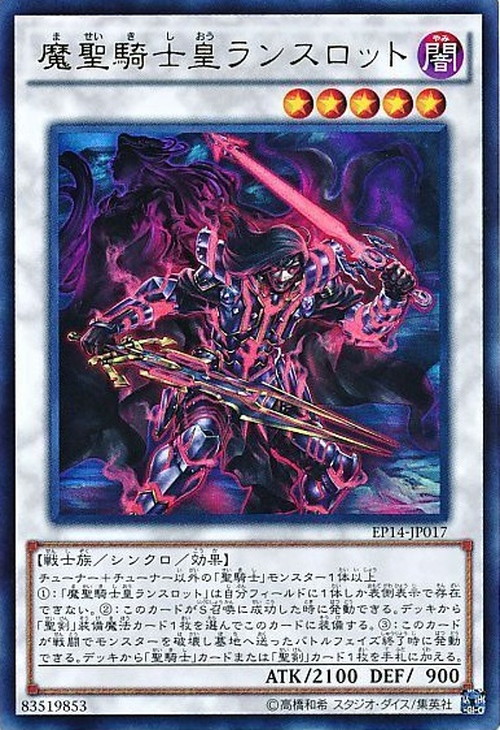 魔聖騎士皇ランスロット
闇
EP14-JP017
【戦士族/シンクロ/効果】
チューナー+チューナー以外の「聖騎士」モンスター1体以上
①:「魔聖騎士皇ランスロット」は自分フィールドに1体しか表側表示で存在
できない。②:このカードがS召喚に成功した時に発動できる。デッキから
「聖剣」装備魔法カード1枚を選んでこのカードに装備する。③:このカード
が戦闘でモンスターを破壊し墓地へ送ったバトルフェイズ終了時に発動
できる。デッキから「聖騎士」カードまたは「聖剣」カード1枚を手札に加える。
ATK/2100 DEF/ 900
83519853 ©高橋和希 スタジオ・ダイス/集英社